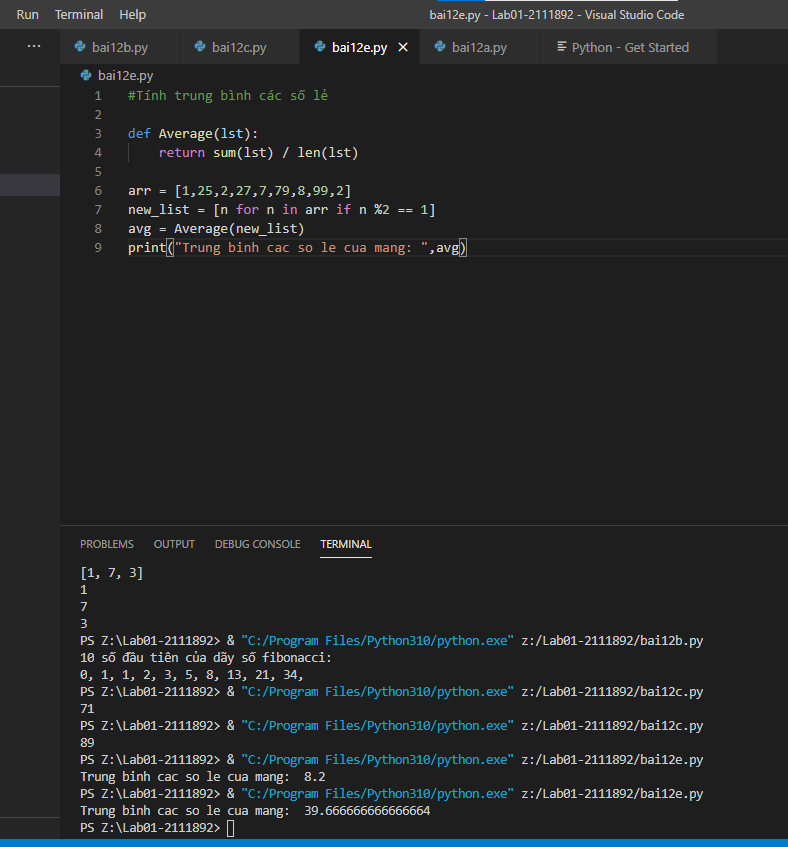 Run Terminal Help bai12e.py - Lab01-2111892 - Visual Studio Code
... bai12b.py bai12c.py bai12e.py × bai12a.py Python - Get Started
bai12e.py
1 #Tính trung bình các số lẻ
2
3 def Average(lst):
4 return sum(lst) / len(lst)
5
6 arr = [1,25,2,27,7,79,8,99,2]
7 new_list = [n for n in arr if n %2 == 1]
8 avg = Average(new_list)
9 print("Trung binh cac so le cua mang: ",avg)
PROBLEMS OUTPUT DEBUG CONSOLE TERMINAL
[1, 7, 3]
1
7
3
PS Z:\Lab01-2111892> & "C:/Program Files/Python310/python.exe" z:/Lab01-2111892/bai12b.py
10 số đầu tiên của dãy số fibonacci:
0, 1, 1, 2, 3, 5, 8, 13, 21, 34,
PS Z:\Lab01-2111892> & "C:/Program Files/Python310/python.exe" z:/Lab01-2111892/bai12c.py
71
PS Z:\Lab01-2111892> & "C:/Program Files/Python310/python.exe" z:/Lab01-2111892/bai12c.py
89
PS Z:\Lab01-2111892> & "C:/Program Files/Python310/python.exe" z:/Lab01-2111892/bai12e.py
Trung binh cac so le cua mang:  8.2
PS Z:\Lab01-2111892> & "C:/Program Files/Python310/python.exe" z:/Lab01-2111892/bai12e.py
Trung binh cac so le cua mang:  39.666666666666664
PS Z:\Lab01-2111892>